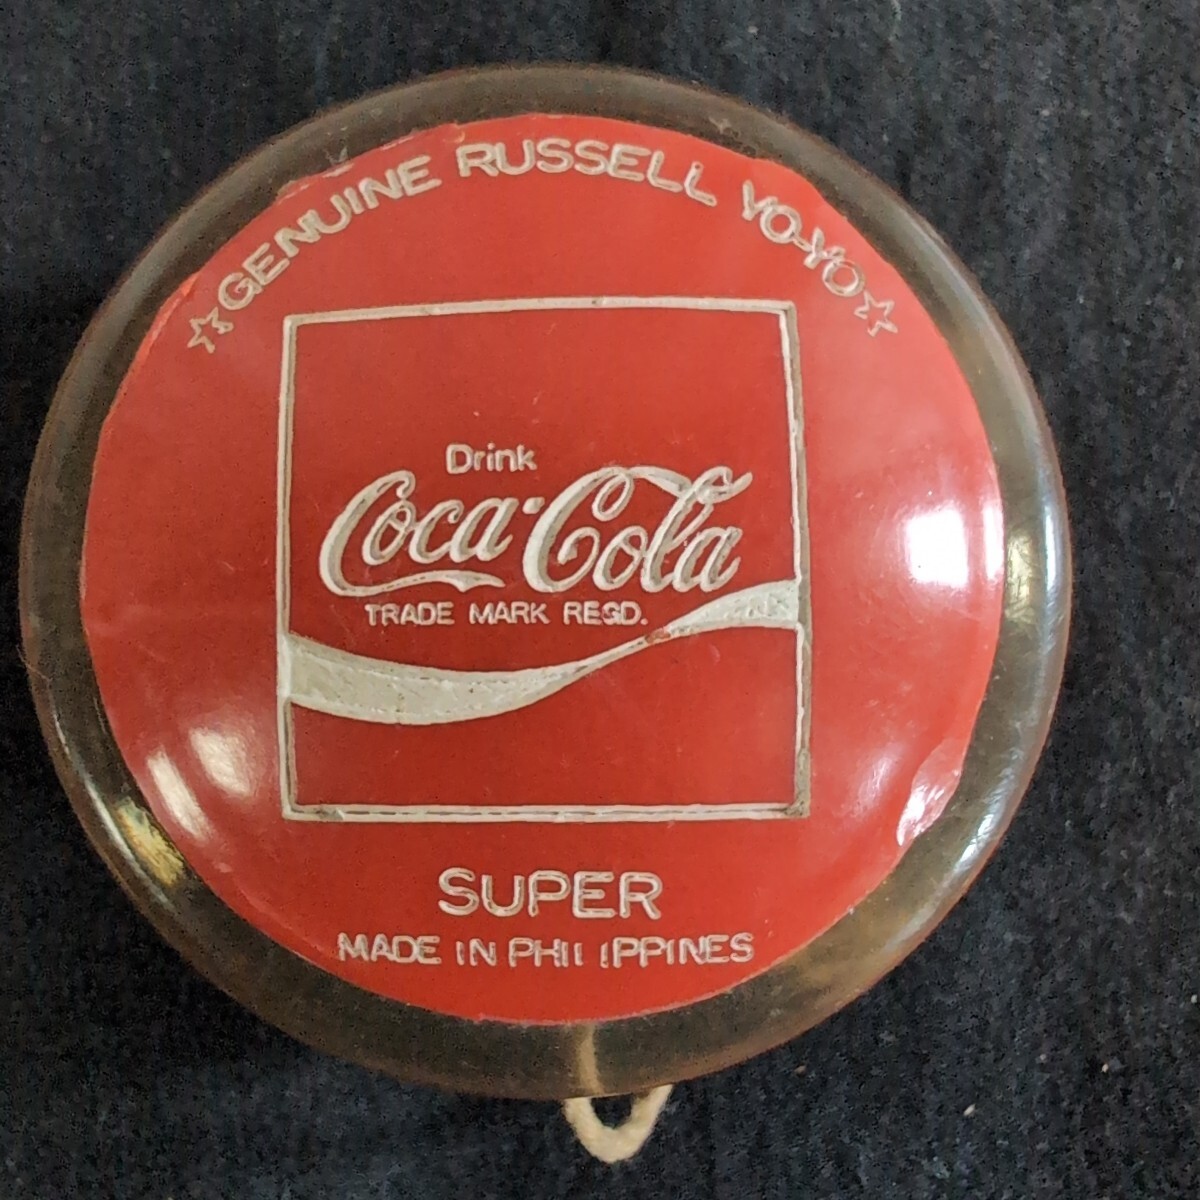 ☆GENUINE RUSSELL YO-YO☆
Drink
Coca-Cola
TRADE MARK REGD.
SUPER
MADE IN PHILIPPINES